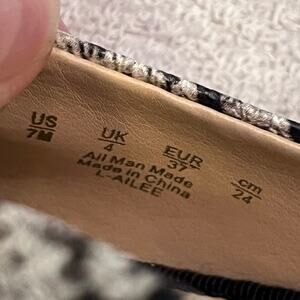 US UK EUR cm
7M 4 37 24
All Man Made
Made in China
L-AILEE